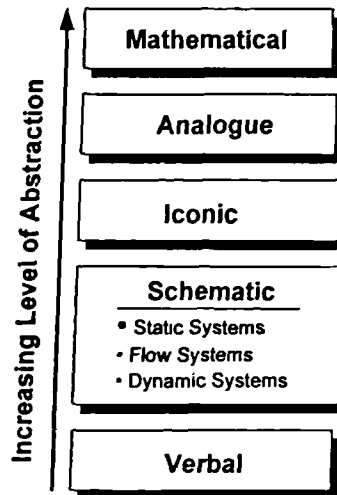 Increasing Level of Abstraction
Mathematical
Analogue
Iconic
Schematic
• Static Systems
• Flow Systems
• Dynamic Systems
Verbal